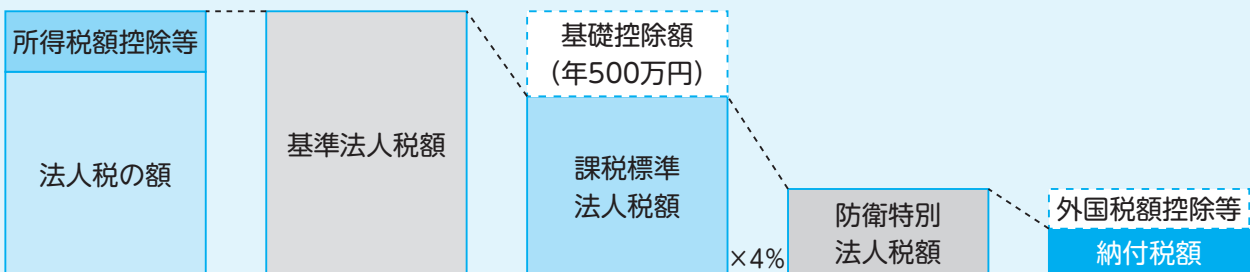 所得税額控除等
法人税の額
基準法人税額
基礎控除額
（年500万円）
課税標準
法人税額
×4%
防衛特別
法人税額
外国税額控除等
納付税額